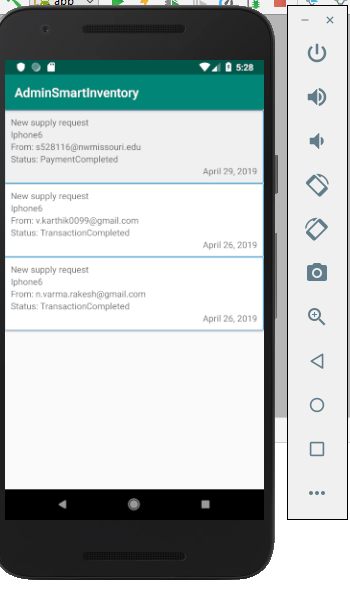 app
5:28
AdminSmartInventory
New supply request
Iphone6
From: s528116@nwmissouri.edu
Status: PaymentCompleted
April 29, 2019
New supply request
Iphone6
From: v.karthik0099@gmail.com
Status: TransactionCompleted
April 26, 2019
New supply request
Iphone6
From: n.varma.rakesh@gmail.com
Status: TransactionCompleted
April 26, 2019